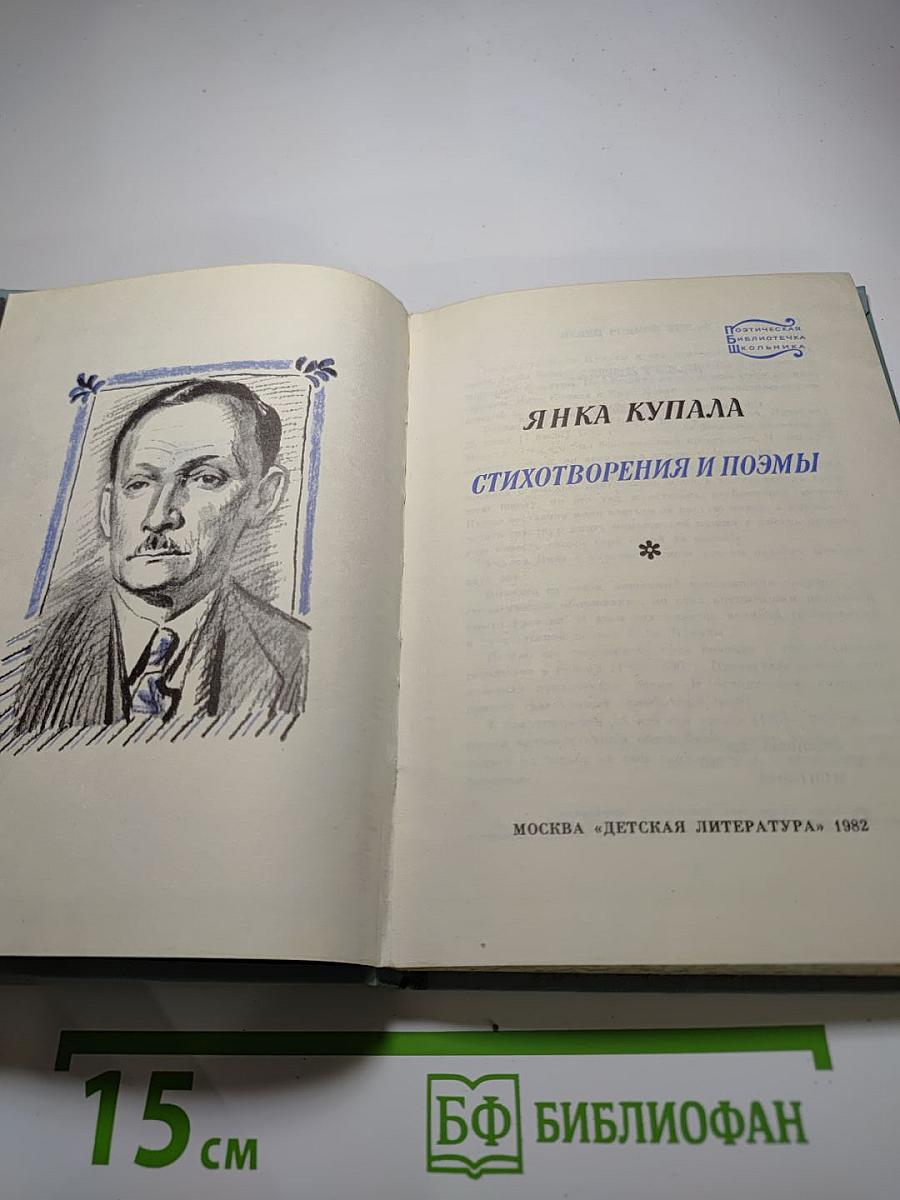 Поэтическая
Библиотечка
Школьника
ЯНКА КУПАЛА
СТИХОТВОРЕНИЯ И ПОЭМЫ
*
МОСКВА «ДЕТСКАЯ ЛИТЕРАТУРА» 1982
15 см
БФ БИБЛИОФАН